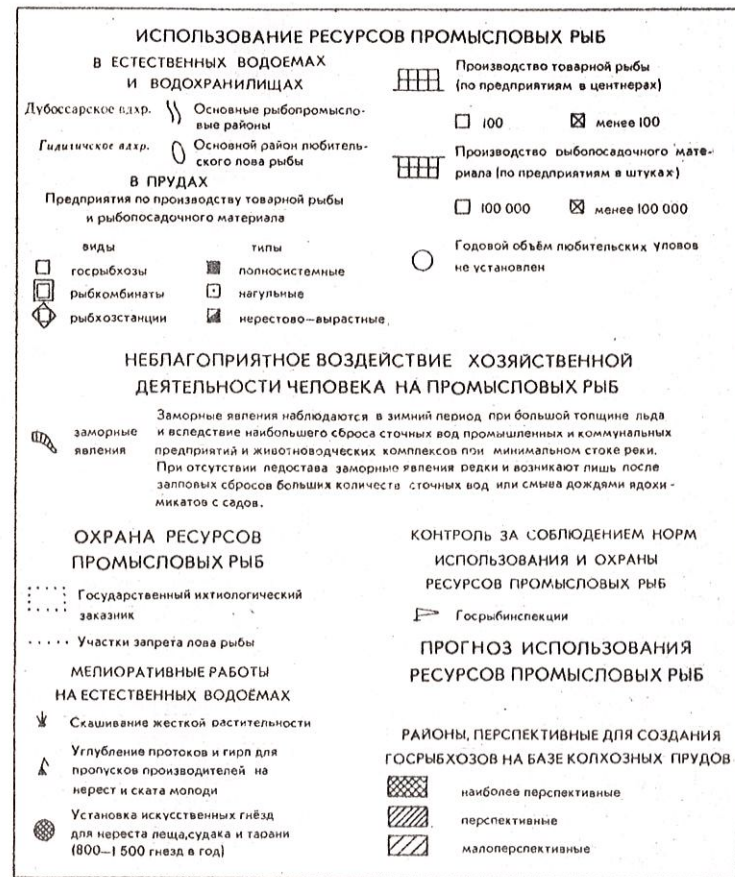 ИСПОЛЬЗОВАНИЕ РЕСУРСОВ ПРОМЫСЛОВЫХ РЫБ
В ЕСТЕСТВЕННЫХ ВОДОЕМАХ
И ВОДОХРАНИЛИЩАХ
Дубоссарское вдхр.
Основные рыбопромысло-
вые районы
Гидигичское вдхр.
Основной район любитель-
ского лова рыбы
В ПРУДАХ
Предприятия по производству товарной рыбы
и рыбопосадочного материала
виды
типы
госрыбхозы
полносистемные
рыбкомбинаты
нагульные
рыбхозстанции
нерестово-вырастные
Производство товарной рыбы
(по предприятиям в центнерах)
100
менее 100
Производство рыбопосадочного мате-
риала (по предприятиям в штуках)
100 000
менее 100 000
Годовой объём любительских уловов
не установлен
НЕБЛАГОПРИЯТНОЕ ВОЗДЕЙСТВИЕ ХОЗЯЙСТВЕННОЙ
ДЕЯТЕЛЬНОСТИ ЧЕЛОВЕКА НА ПРОМЫСЛОВЫХ РЫБ
заморные
явления
Заморные явления наблюдаются в зимний период при большой толщине льда
и вследствие наибольшего сброса сточных вод промышленных и коммунальных
предприятий и животноводческих комплексов при минимальном стоке реки.
При отсутствии ледостава заморные явления редки и возникают лишь после
залповых сбросов больших количеств сточных вод или смыва дождями ядохи-
микатов с садов.
ОХРАНА РЕСУРСОВ
ПРОМЫСЛОВЫХ РЫБ
Государственный ихтиологический
заказник
Участки запрета лова рыбы
МЕЛИОРАТИВНЫЕ РАБОТЫ
НА ЕСТЕСТВЕННЫХ ВОДОЁМАХ
Скашивание жесткой растительности
Углубление протоков и гирл для
пропусков производителей на
нерест и ската молоди
Установка искусственных гнёзд
для нереста леща, судака и тарани
(800—1 500 гнезд в год)
КОНТРОЛЬ ЗА СОБЛЮДЕНИЕМ НОРМ
ИСПОЛЬЗОВАНИЯ И ОХРАНЫ
РЕСУРСОВ ПРОМЫСЛОВЫХ РЫБ
Госрыбинспекции
ПРОГНОЗ ИСПОЛЬЗОВАНИЯ
РЕСУРСОВ ПРОМЫСЛОВЫХ РЫБ
РАЙОНЫ, ПЕРСПЕКТИВНЫЕ ДЛЯ СОЗДАНИЯ
ГОСРЫБХОЗОВ НА БАЗЕ КОЛХОЗНЫХ ПРУДОВ
наиболее перспективные
перспективные
малоперспективные